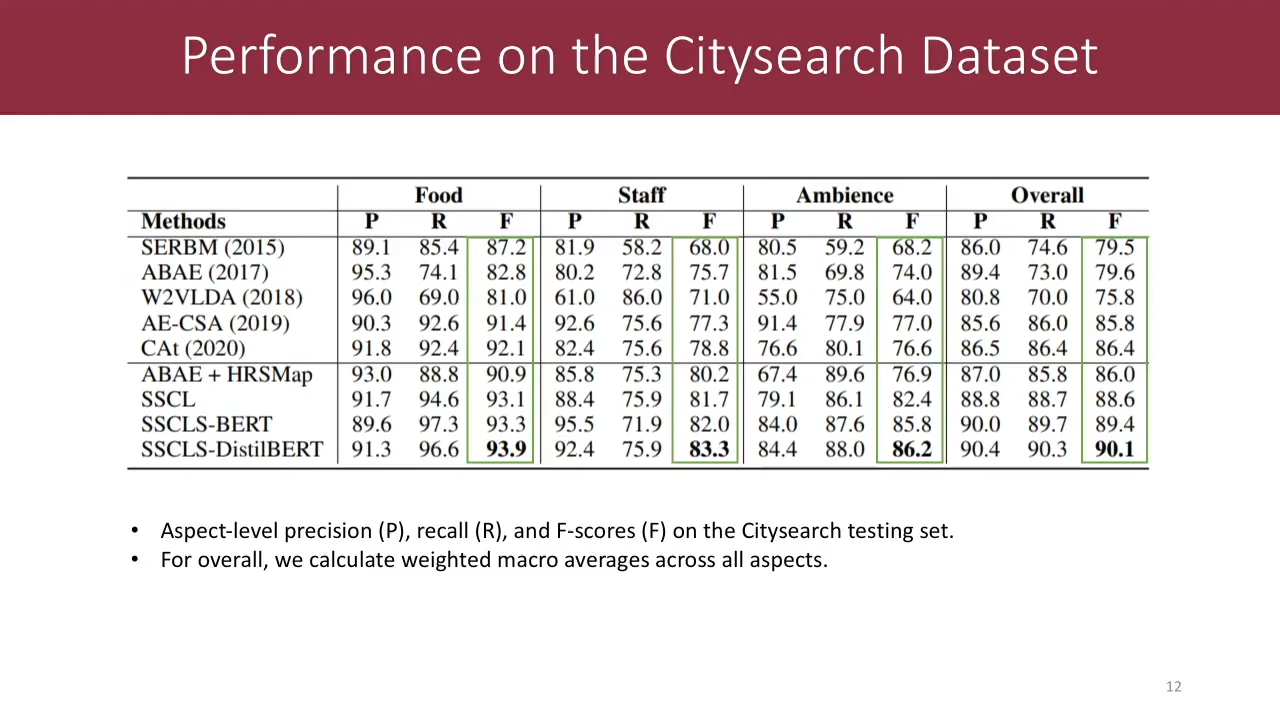 Performance on the Citysearch Dataset
Food Staff Ambience Overall
Methods P R F P R F P R F P R F
SERBM (2015) 89.1 85.4 87.2 81.9 58.2 68.0 80.5 59.2 68.2 86.0 74.6 79.5
ABAE (2017) 95.3 74.1 82.8 80.2 72.8 75.7 81.5 69.8 74.0 89.4 73.0 79.6
W2VLDA (2018) 96.0 69.0 81.0 61.0 86.0 71.0 55.0 75.0 64.0 80.8 70.0 75.8
AE-CSA (2019) 90.3 92.6 91.4 92.6 75.6 77.3 91.4 77.9 77.0 85.6 86.0 85.8
CAt (2020) 91.8 92.4 92.1 82.4 75.6 78.8 76.6 80.1 76.6 86.5 86.4 86.4
ABAE + HRSMap 93.0 88.8 90.9 85.8 75.3 80.2 67.4 89.6 76.9 87.0 85.8 86.0
SSCL 91.7 94.6 93.1 88.4 75.9 81.7 79.1 86.1 82.4 88.8 88.7 88.6
SSCLS-BERT 89.6 97.3 93.3 95.5 71.9 82.0 84.0 87.6 85.8 90.0 89.7 89.4
SSCLS-DistilBERT 91.3 96.6 93.9 92.4 75.9 83.3 84.4 88.0 86.2 90.4 90.3 90.1
• Aspect-level precision (P), recall (R), and F-scores (F) on the Citysearch testing set.
• For overall, we calculate weighted macro averages across all aspects.
12